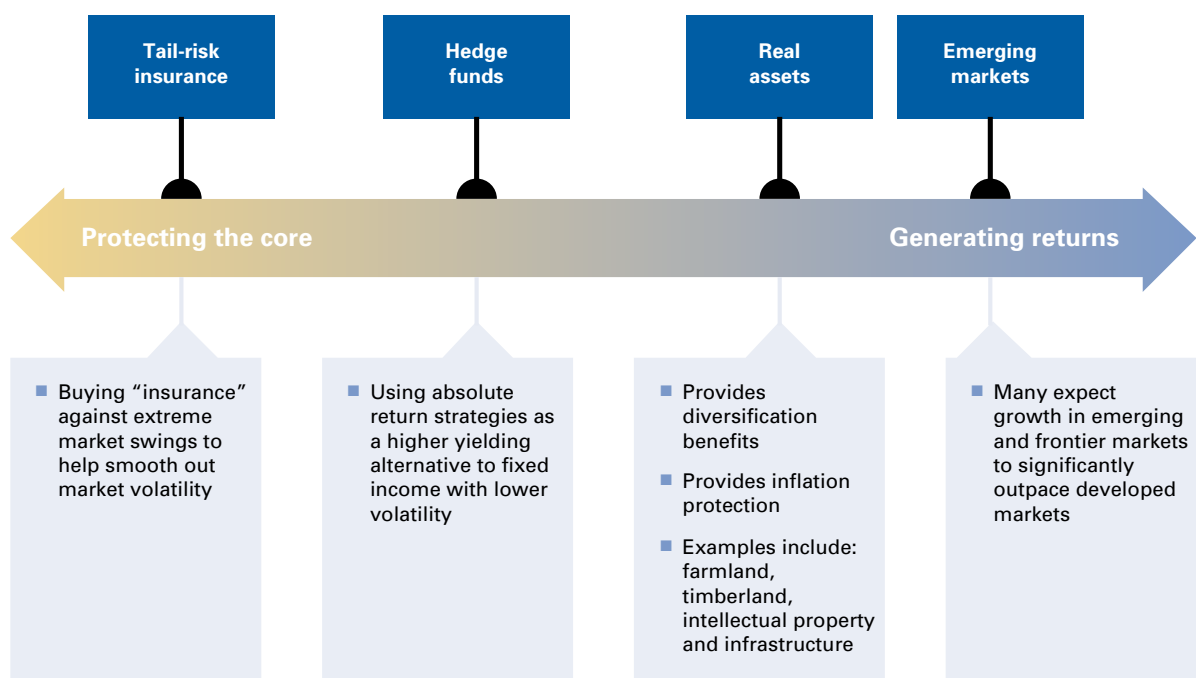 Tail-risk
insurance
Hedge
funds
Real
assets
Emerging
markets
Protecting the core
Generating returns
Buying “insurance”
against extreme
market swings to
help smooth out
market volatility
Using absolute
return strategies as
a higher yielding
alternative to fixed
income with lower
volatility
Provides
diversification
benefits
Provides inflation
protection
Examples include:
farmland,
timberland,
intellectual property
and infrastructure
Many expect
growth in emerging
and frontier markets
to significantly
outpace developed
markets